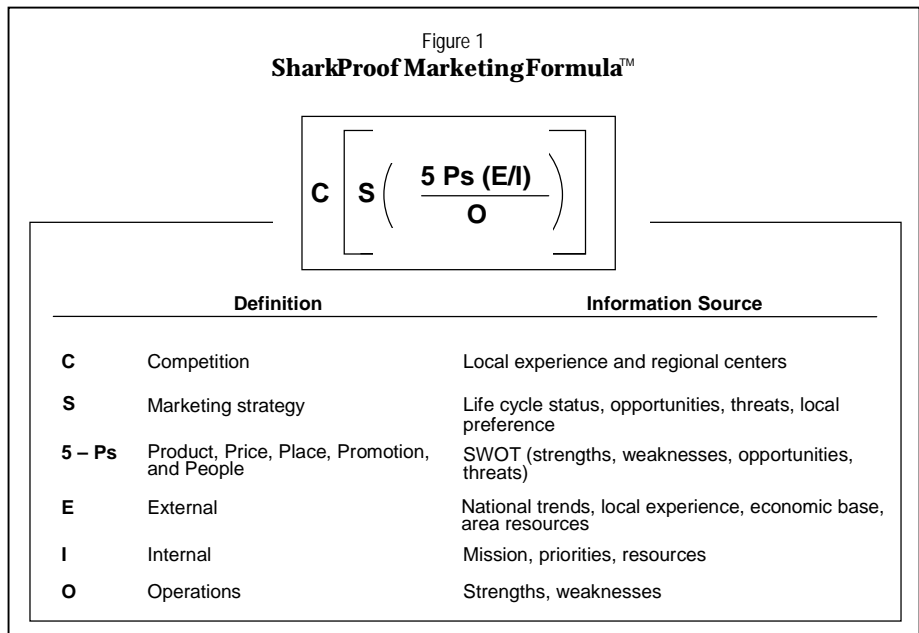 Figure 1
SharkProof Marketing Formula™
C [ S ( 5 Ps (E/I)
O ) ]
Definition Information Source
C Competition Local experience and regional centers
S Marketing strategy Life cycle status, opportunities, threats, local
preference
5 – Ps Product, Price, Place, Promotion, SWOT (strengths, weaknesses, opportunities,
and People threats)
E External National trends, local experience, economic base,
area resources
I Internal Mission, priorities, resources
O Operations Strengths, weaknesses